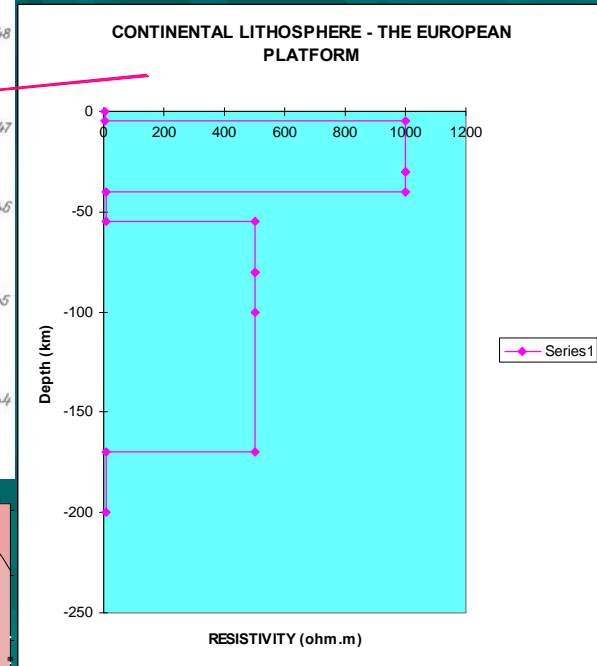 CONTINENTAL LITHOSPHERE - THE EUROPEAN
PLATFORM
0
0 200 400 600 800 1000 1200
-50
-100
-150
-200
-250
Depth (km)
RESISTIVITY (ohm.m)
Series1